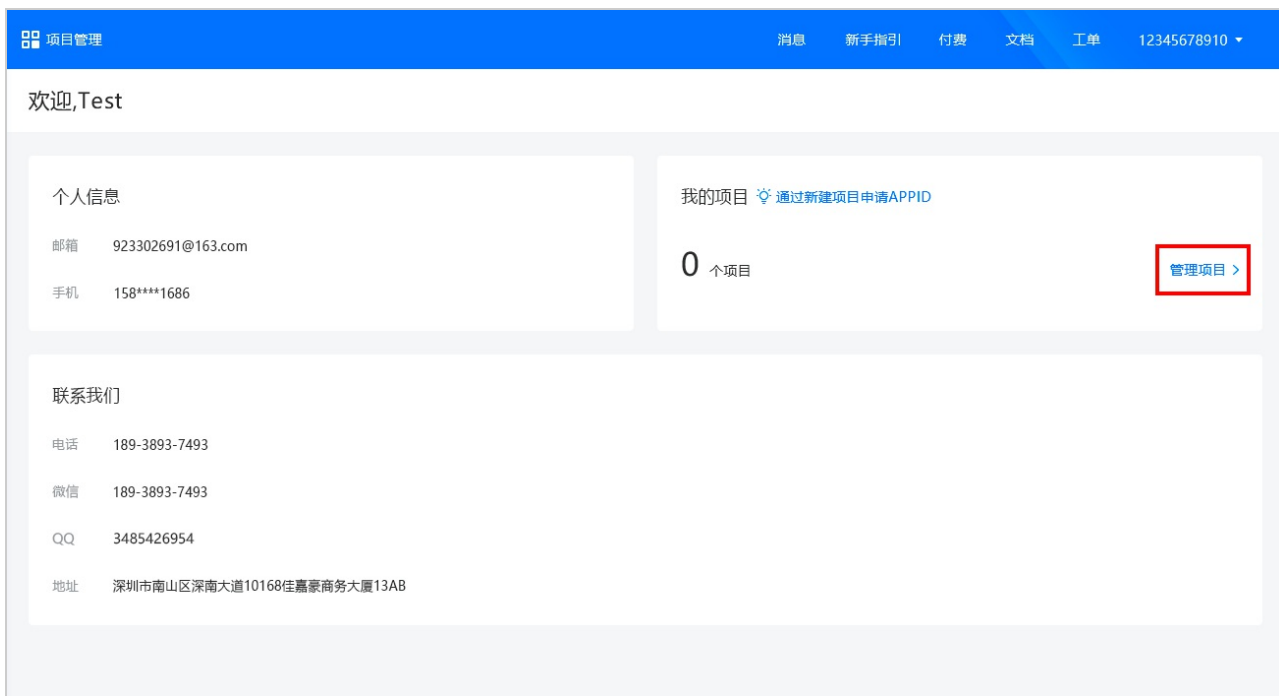 项目管理 消息 新手指引 付费 文档 工单 12345678910
欢迎,Test
个人信息
邮箱 923302691@163.com
手机 158****1686
我的项目 通过新建项目申请APPID
0 个项目 管理项目 >
联系我们
电话 189-3893-7493
微信 189-3893-7493
QQ 3485426954
地址 深圳市南山区深南大道10168佳嘉豪商务大厦13AB